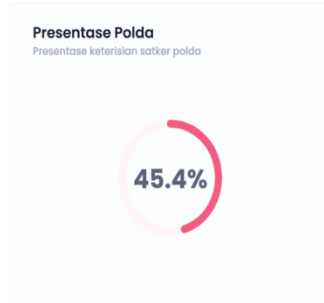 Presentase Polda
Presentase keterisian satker polda
45.4%